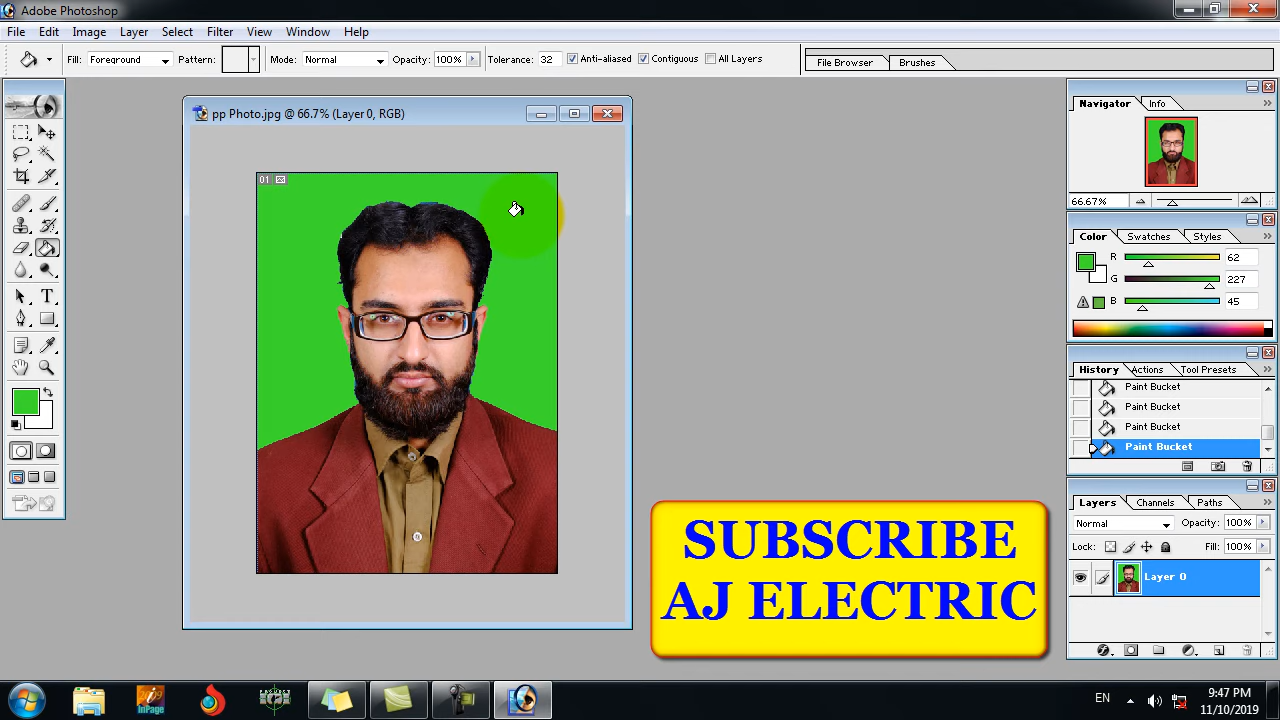 Adobe Photoshop
File Edit Image Layer Select Filter View Window Help
Fill: Foreground Pattern: Mode: Normal Opacity: 100% Tolerance: 32 Anti-aliased Contiguous All Layers
File Browser Brushes
pp Photo.jpg @ 66.7% (Layer 0, RGB)
01
Navigator Info
66.67%
Color Swatches Styles
R 62
G 227
B 45
History Actions Tool Presets
Paint Bucket
Paint Bucket
Paint Bucket
Paint Bucket
Layers Channels Paths
Normal Opacity: 100%
Lock: Fill: 100%
Layer 0
SUBSCRIBE
AJ ELECTRIC
InPage
EN
9:47 PM
11/10/2019